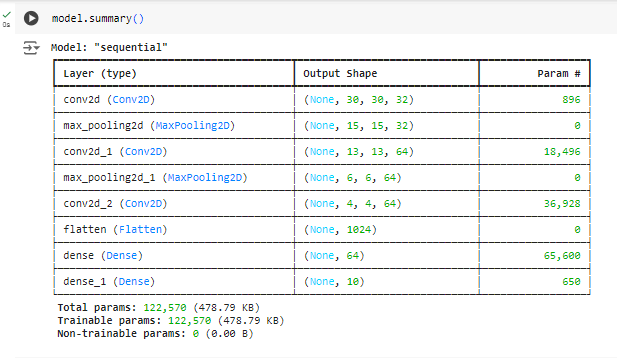 0s
model.summary()
Model: "sequential"
Layer (type) Output Shape Param #
conv2d (Conv2D) (None, 30, 30, 32) 896
max_pooling2d (MaxPooling2D) (None, 15, 15, 32) 0
conv2d_1 (Conv2D) (None, 13, 13, 64) 18,496
max_pooling2d_1 (MaxPooling2D) (None, 6, 6, 64) 0
conv2d_2 (Conv2D) (None, 4, 4, 64) 36,928
flatten (Flatten) (None, 1024) 0
dense (Dense) (None, 64) 65,600
dense_1 (Dense) (None, 10) 650
Total params: 122,570 (478.79 KB)
Trainable params: 122,570 (478.79 KB)
Non-trainable params: 0 (0.00 B)